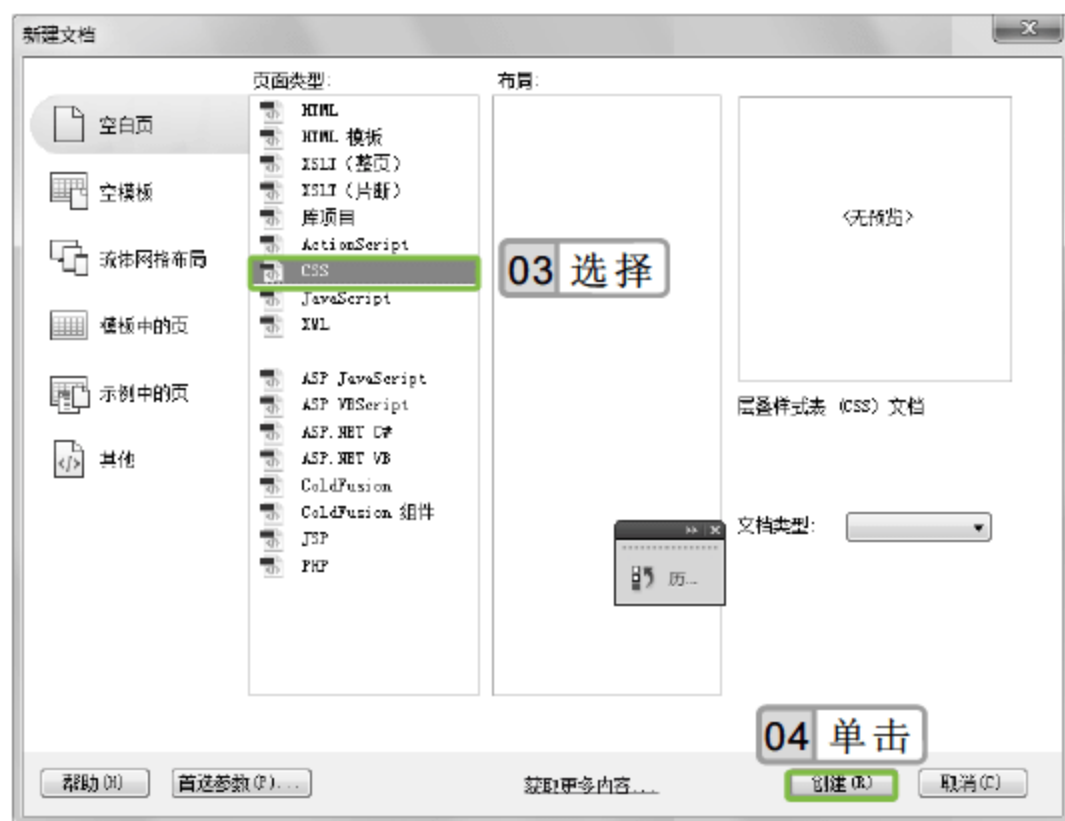 新建文档
页面类型:
布局:
空白页
空模板
流体网格布局
模板中的页
示例中的页
其他
HTML
HTML 模板
XSLT (整页)
XSLT (片断)
库项目
ActionScript
CSS
JavaScript
XML
ASP JavaScript
ASP VBScript
ASP.NET C#
ASP.NET VB
ColdFusion
ColdFusion 组件
JSP
PHP
03 选择
<无预览>
层叠样式表 (CSS) 文档
文档类型:
历...
04 单击
帮助(H)
首选参数(P)...
获取更多内容...
创建(R)
取消(C)